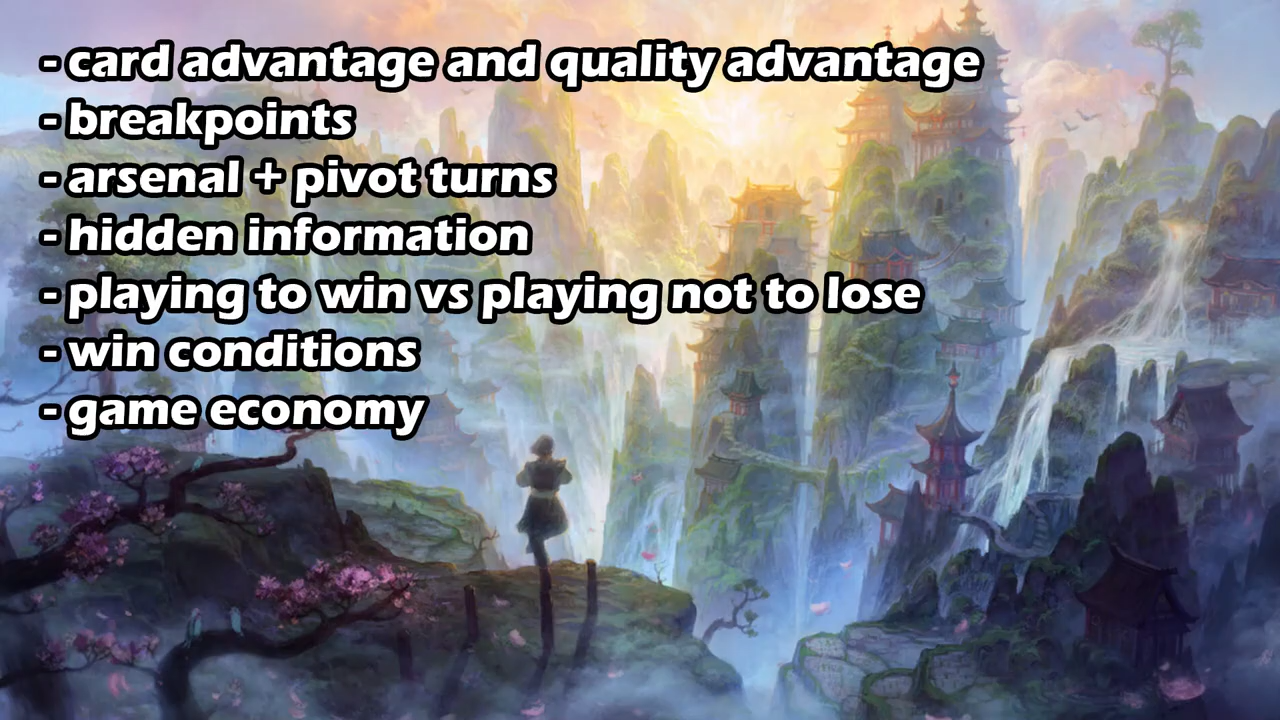 - card advantage and quality advantage
- breakpoints
- arsenal + pivot turns
- hidden information
- playing to win vs playing not to lose
- win conditions
- game economy